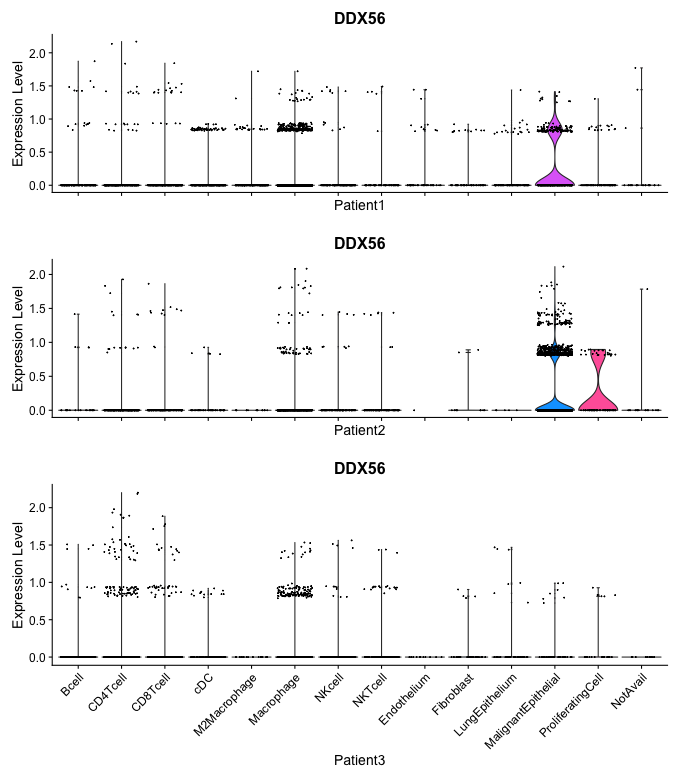 DDX56
Expression Level
2.0
1.5
1.0
0.5
0.0
Patient1
DDX56
Expression Level
2.0
1.5
1.0
0.5
0.0
Patient2
DDX56
Expression Level
2.0
1.5
1.0
0.5
0.0
Bcell
CD4Tcell
CD8Tcell
cDC
M2Macrophage
Macrophage
NKcell
NKTcell
Endothelium
Fibroblast
LungEpithelium
MalignantEpithelial
ProliferatingCell
NotAvail
Patient3